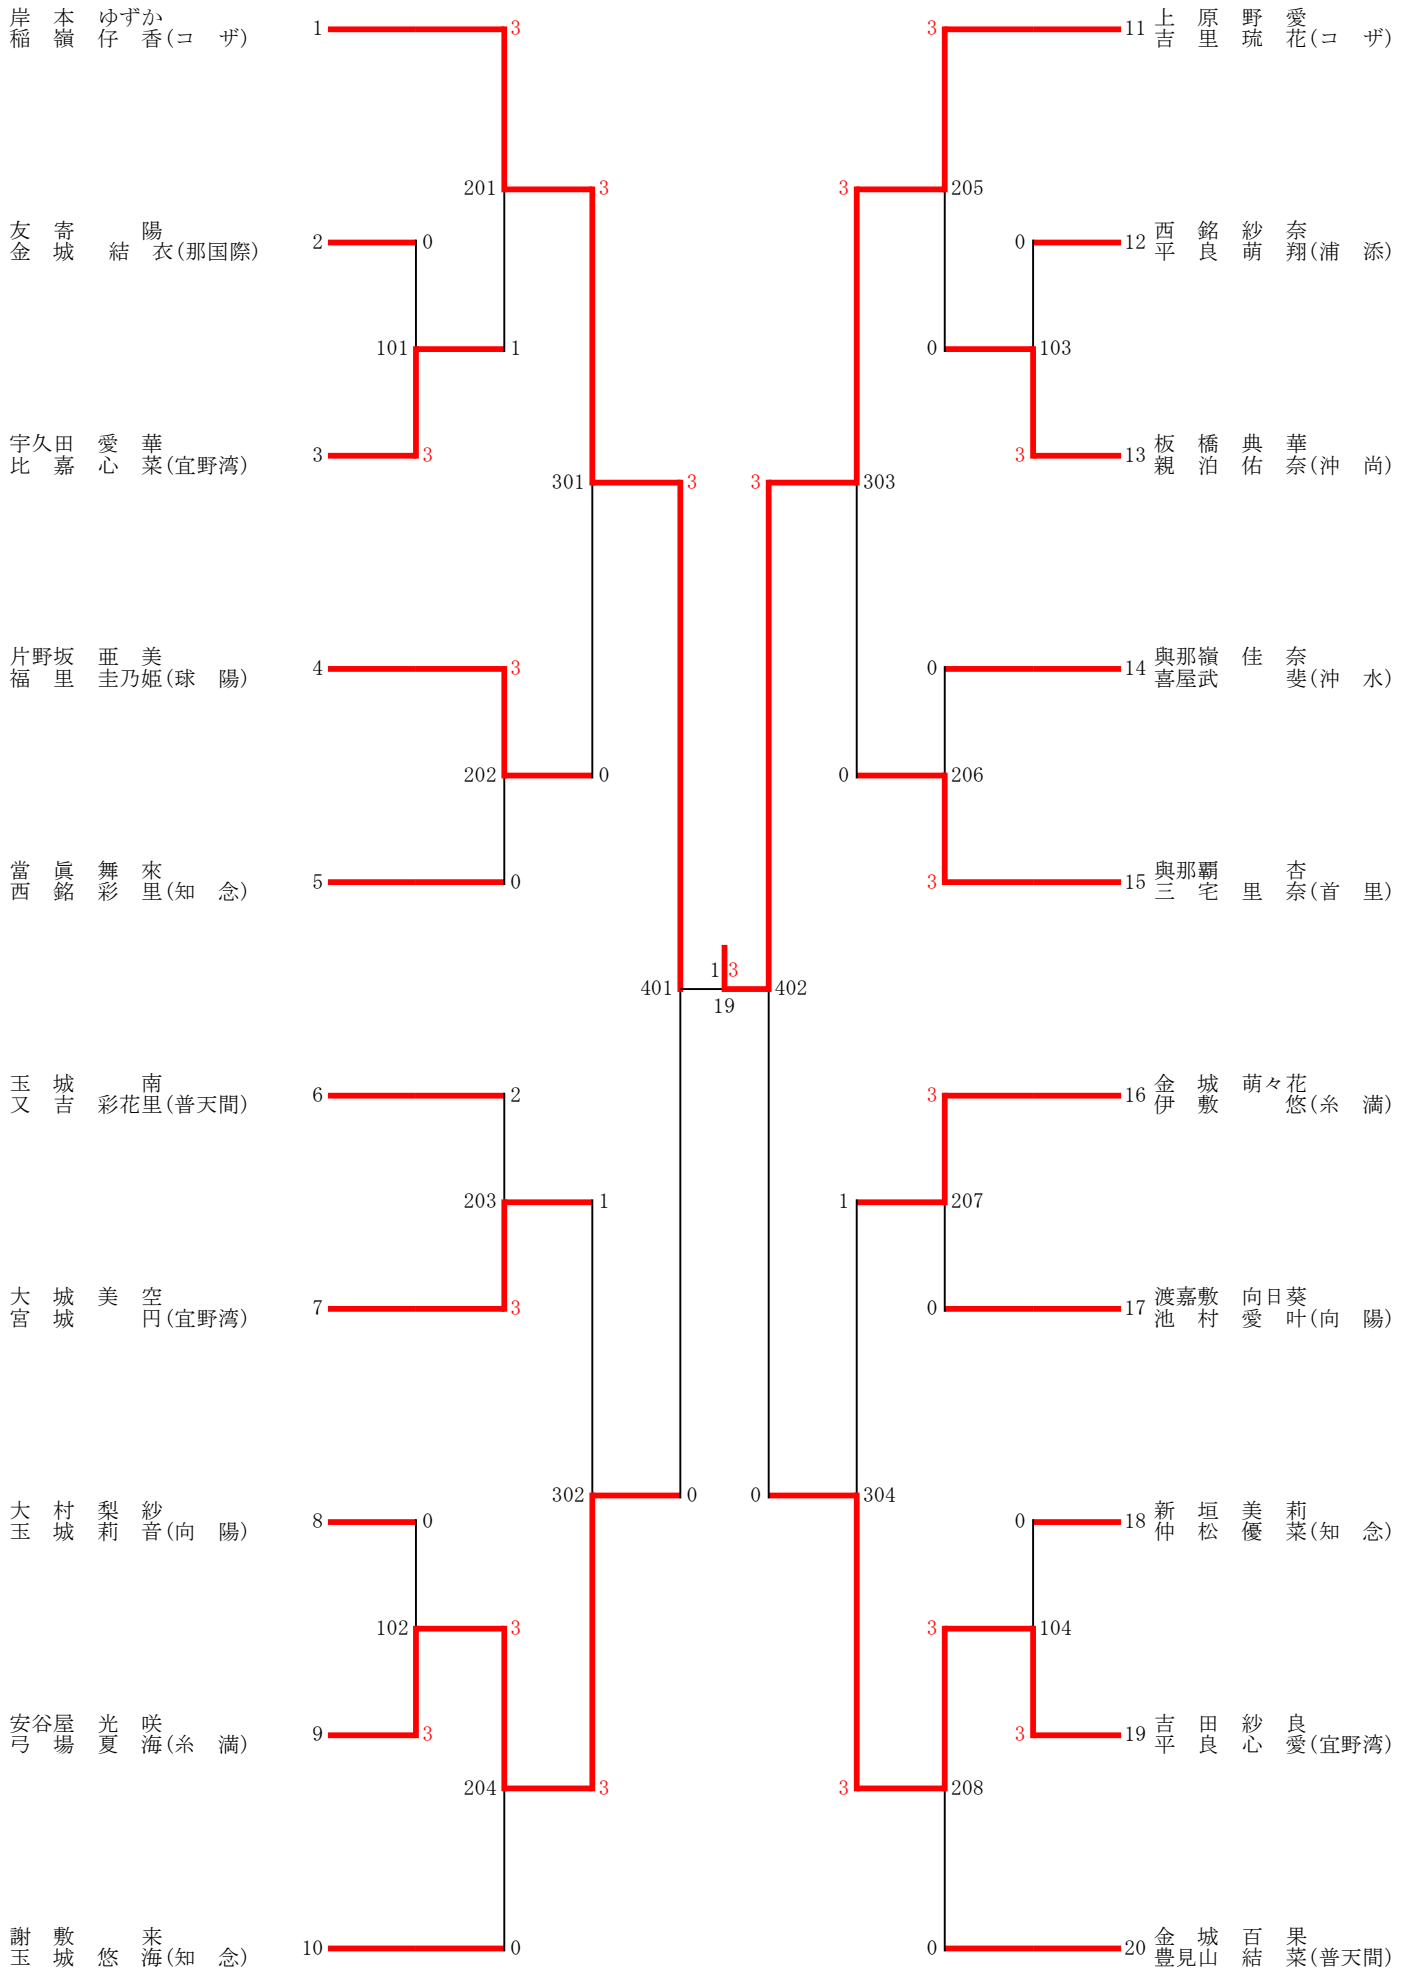 岸 本 ゆずか
稲 嶺 仔 香(コ ザ)
1
3
3
上 原 野 愛
11
吉 里 琉 花(コ ザ)
201
3
3
205
友 寄 陽
金 城 結 衣(那国際)
2
0
0
12
西 銘 紗 奈
平 良 萌 翔(浦 添)
101
1
0
103
宇久田 愛 華
比 嘉 心 菜(宜野湾)
3
3
3
13
板 橋 典 華
親 泊 佑 奈(沖 尚)
301
3
3
303
片野坂 亜 美
福 里 圭乃姫(球 陽)
4
3
0
14
與那嶺 佳 奈
喜屋武 斐(沖 水)
202
0
0
206
當 眞 舞 來
西 銘 彩 里(知 念)
5
0
3
15
與那覇 杏
三 宅 里 奈(首 里)
1
3
401
402
19
玉 城 南
又 吉 彩花里(普天間)
6
2
3
16
金 城 萌々花
伊 敷 悠(糸 満)
203
1
1
207
大 城 美 空
宮 城 円(宜野湾)
7
3
0
17
渡嘉敷 向日葵
池 村 愛 叶(向 陽)
302
0
0
304
大 村 梨 紗
玉 城 莉 音(向 陽)
8
0
0
18
新 垣 美 莉
仲 松 優 菜(知 念)
102
3
3
104
安谷屋 光 咲
弓 場 夏 海(糸 満)
9
3
3
19
吉 田 紗 良
平 良 心 愛(宜野湾)
204
3
3
208
謝 敷 来
玉 城 悠 海(知 念)
10
0
0
20
金 城 百 果
豊見山 結 菜(普天間)